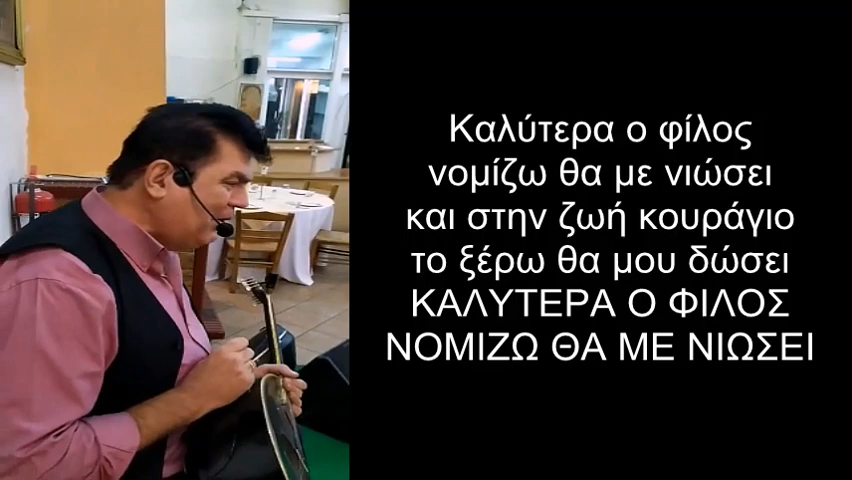 Καλύτερα ο φίλος
νομίζω θα με νιώσει
και στην ζωή κουράγιο
το ξέρω θα μου δώσει
ΚΑΛΥΤΕΡΑ Ο ΦΙΛΟΣ
ΝΟΜΙΖΩ ΘΑ ΜΕ ΝΙΩΣΕΙ